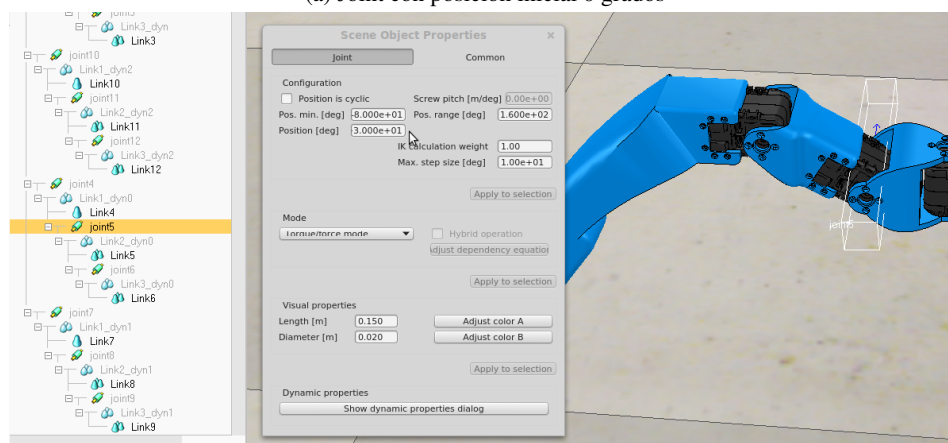 (a) Joint con posición inicial 0 grados
joint3
Link3_dyn
Link3
joint10
Link1_dyn2
Link10
joint11
Link2_dyn2
Link11
joint12
Link3_dyn2
Link12
joint4
Link1_dyn0
Link4
joint5
Link2_dyn0
Link5
joint6
Link3_dyn0
Link6
joint7
Link1_dyn1
Link7
joint8
Link2_dyn1
Link8
joint9
Link3_dyn1
Link9
Scene Object Properties
Joint Common
Configuration
Position is cyclic Screw pitch [m/deg] 0.00e+00
Pos. min. [deg] -8.000e+01 Pos. range [deg] 1.600e+02
Position [deg] 3.000e+01
IK calculation weight 1.00
Max. step size [deg] 1.00e+01
Apply to selection
Mode
Torque/force mode Hybrid operation
Adjust dependency equation
Apply to selection
Visual properties
Length [m] 0.150 Adjust color A
Diameter [m] 0.020 Adjust color B
Apply to selection
Dynamic properties
Show dynamic properties dialog
joint5